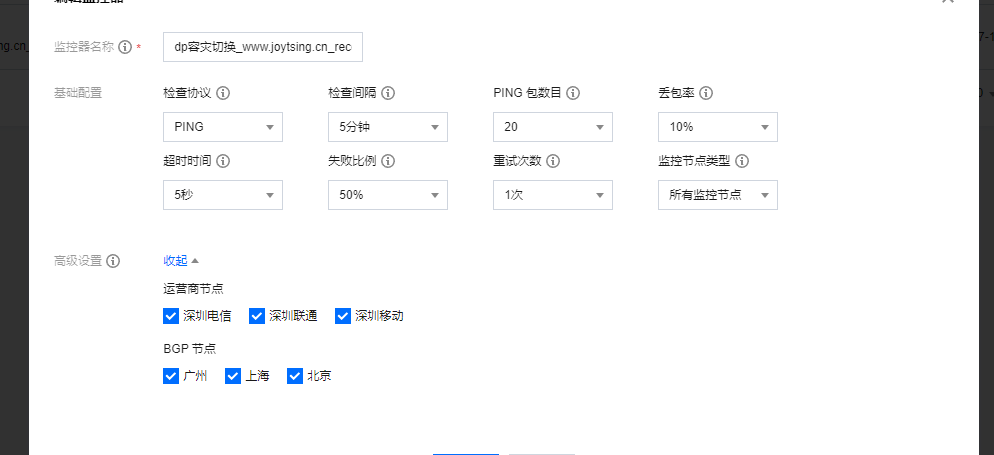 编辑监控器
监控器名称 * dp容灾切换_www.joytsing.cn_rec
基础配置 检查协议 检查间隔 PING 包数目 丢包率
PING 5分钟 20 10%
超时时间 失败比例 重试次数 监控节点类型
5秒 50% 1次 所有监控节点
高级设置 收起
运营商节点
深圳电信 深圳联通 深圳移动
BGP 节点
广州 上海 北京